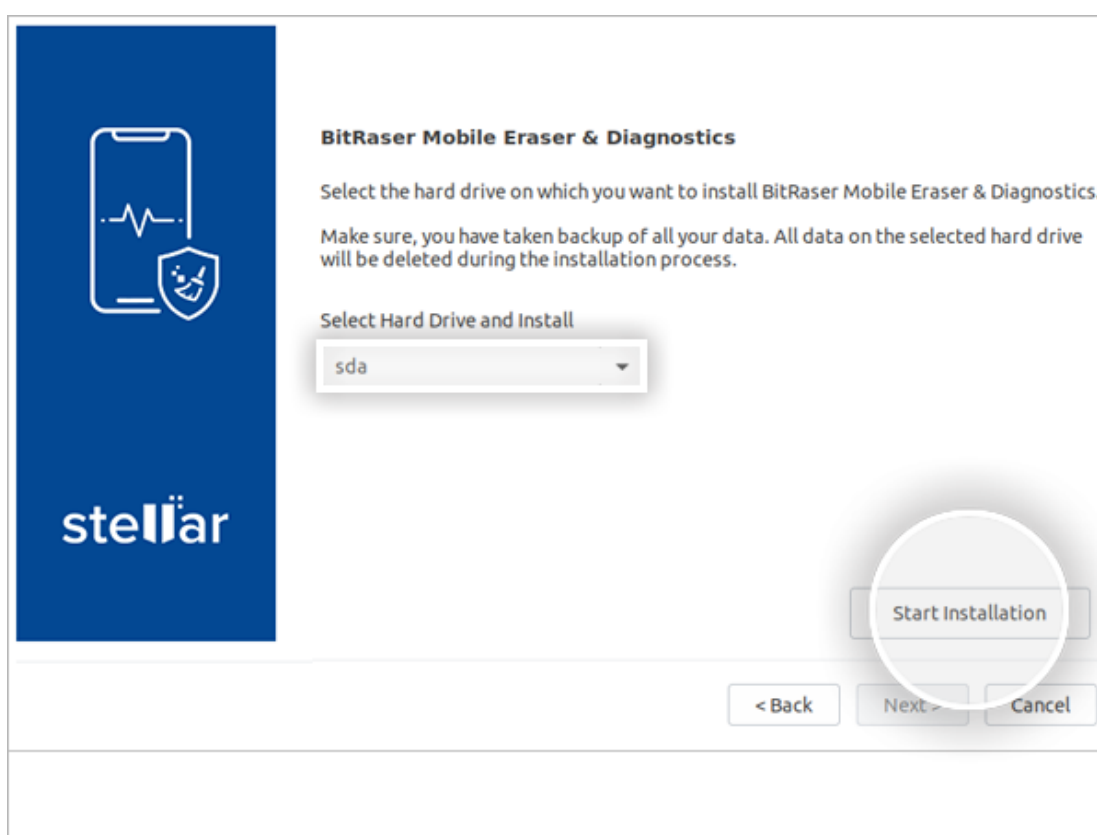 BitRaser Mobile Eraser & Diagnostics
Select the hard drive on which you want to install BitRaser Mobile Eraser & Diagnostics.
Make sure, you have taken backup of all your data. All data on the selected hard drive
will be deleted during the installation process.
Select Hard Drive and Install
sda
stellar
Start Installation
< Back
Next >
Cancel